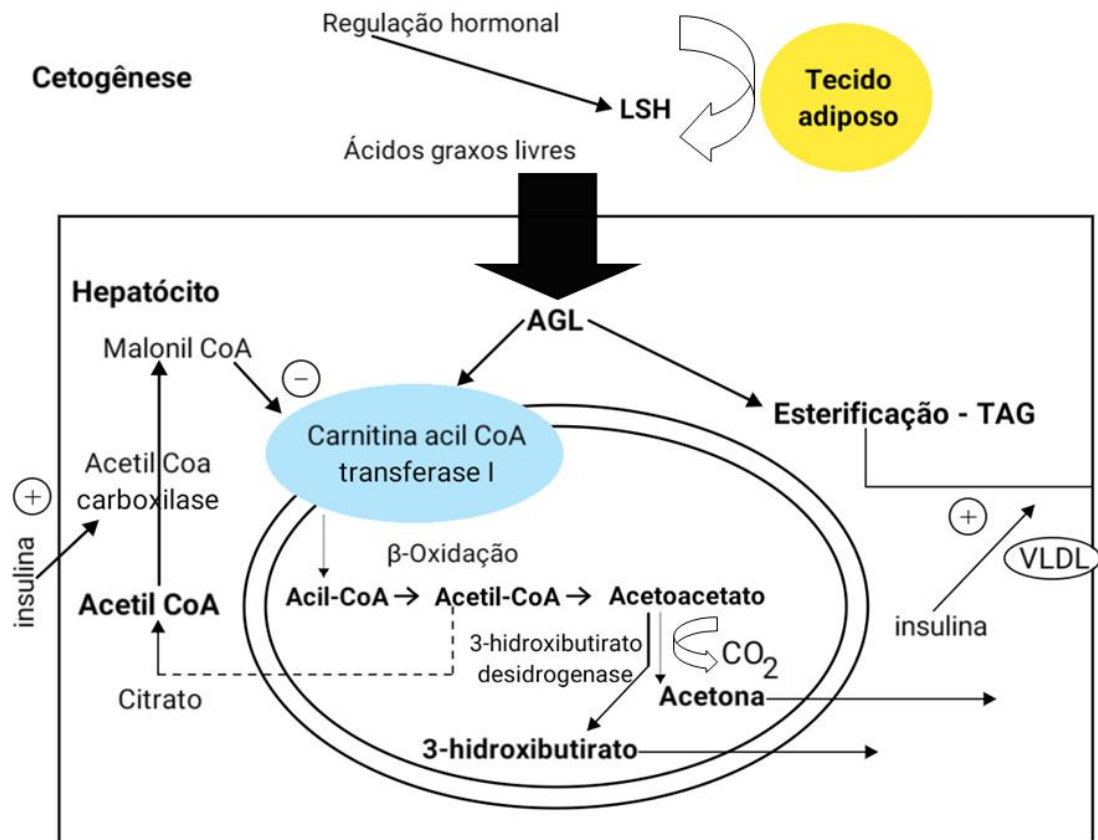 Regulação hormonal
Cetogênese
LSH
Tecido
adiposo
Ácidos graxos livres
Hepatócito
AGL
Malonil CoA
−
Carnitina acil CoA
transferase I
Esterificação - TAG
Acetil Coa
carboxilase
+
insulina
+
VLDL
insulina
β-Oxidação
Acil-CoA
Acetil-CoA
Acetoacetato
Acetil CoA
3-hidroxibutirato
desidrogenase
CO2
Citrato
Acetona
3-hidroxibutirato